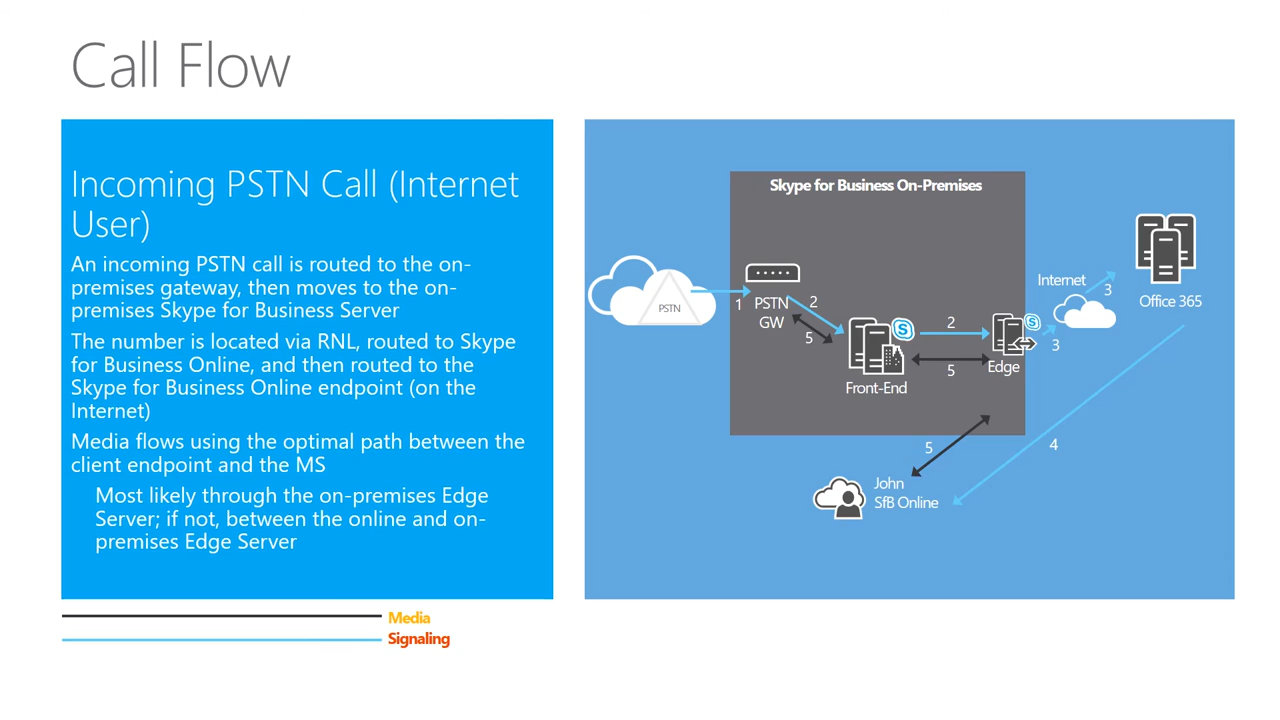 Call Flow
Incoming PSTN Call (Internet
User)
An incoming PSTN call is routed to the on-
premises gateway, then moves to the on-
premises Skype for Business Server
The number is located via RNL, routed to Skype
for Business Online, and then routed to the
Skype for Business Online endpoint (on the
Internet)
Media flows using the optimal path between the
client endpoint and the MS
Most likely through the on-premises Edge
Server; if not, between the online and on-
premises Edge Server
Media
Signaling
Skype for Business On-Premises
PSTN
1
PSTN
GW
2
5
Front-End
2
5
Edge
3
Internet
3
Office 365
4
5
John
SfB Online